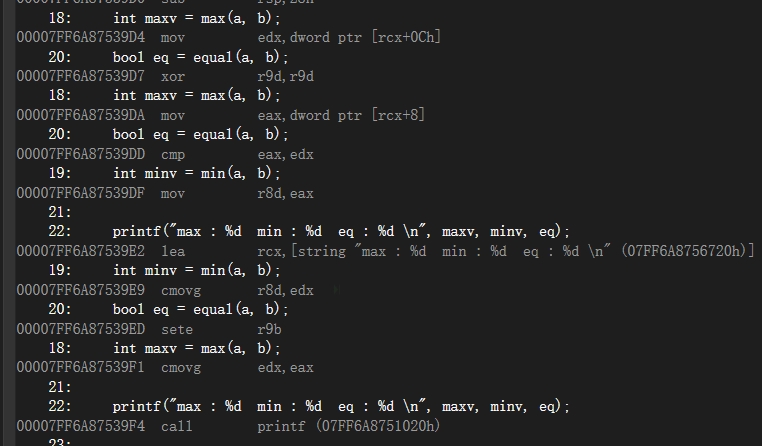 18: int maxv = max(a, b);
00007FF6A87539D4 mov edx,dword ptr [rcx+0Ch]
20: bool eq = equal(a, b);
00007FF6A87539D7 xor r9d,r9d
18: int maxv = max(a, b);
00007FF6A87539DA mov eax,dword ptr [rcx+8]
20: bool eq = equal(a, b);
00007FF6A87539DD cmp eax,edx
19: int minv = min(a, b);
00007FF6A87539DF mov r8d,eax
21:
22: printf("max : %d min : %d eq : %d \n", maxv, minv, eq);
00007FF6A87539E2 lea rcx,[string "max : %d min : %d eq : %d \n" (07FF6A8756720h)]
19: int minv = min(a, b);
00007FF6A87539E9 cmovg r8d,edx
20: bool eq = equal(a, b);
00007FF6A87539ED sete r9b
18: int maxv = max(a, b);
00007FF6A87539F1 cmovg edx,eax
21:
22: printf("max : %d min : %d eq : %d \n", maxv, minv, eq);
00007FF6A87539F4 call printf (07FF6A8751020h)